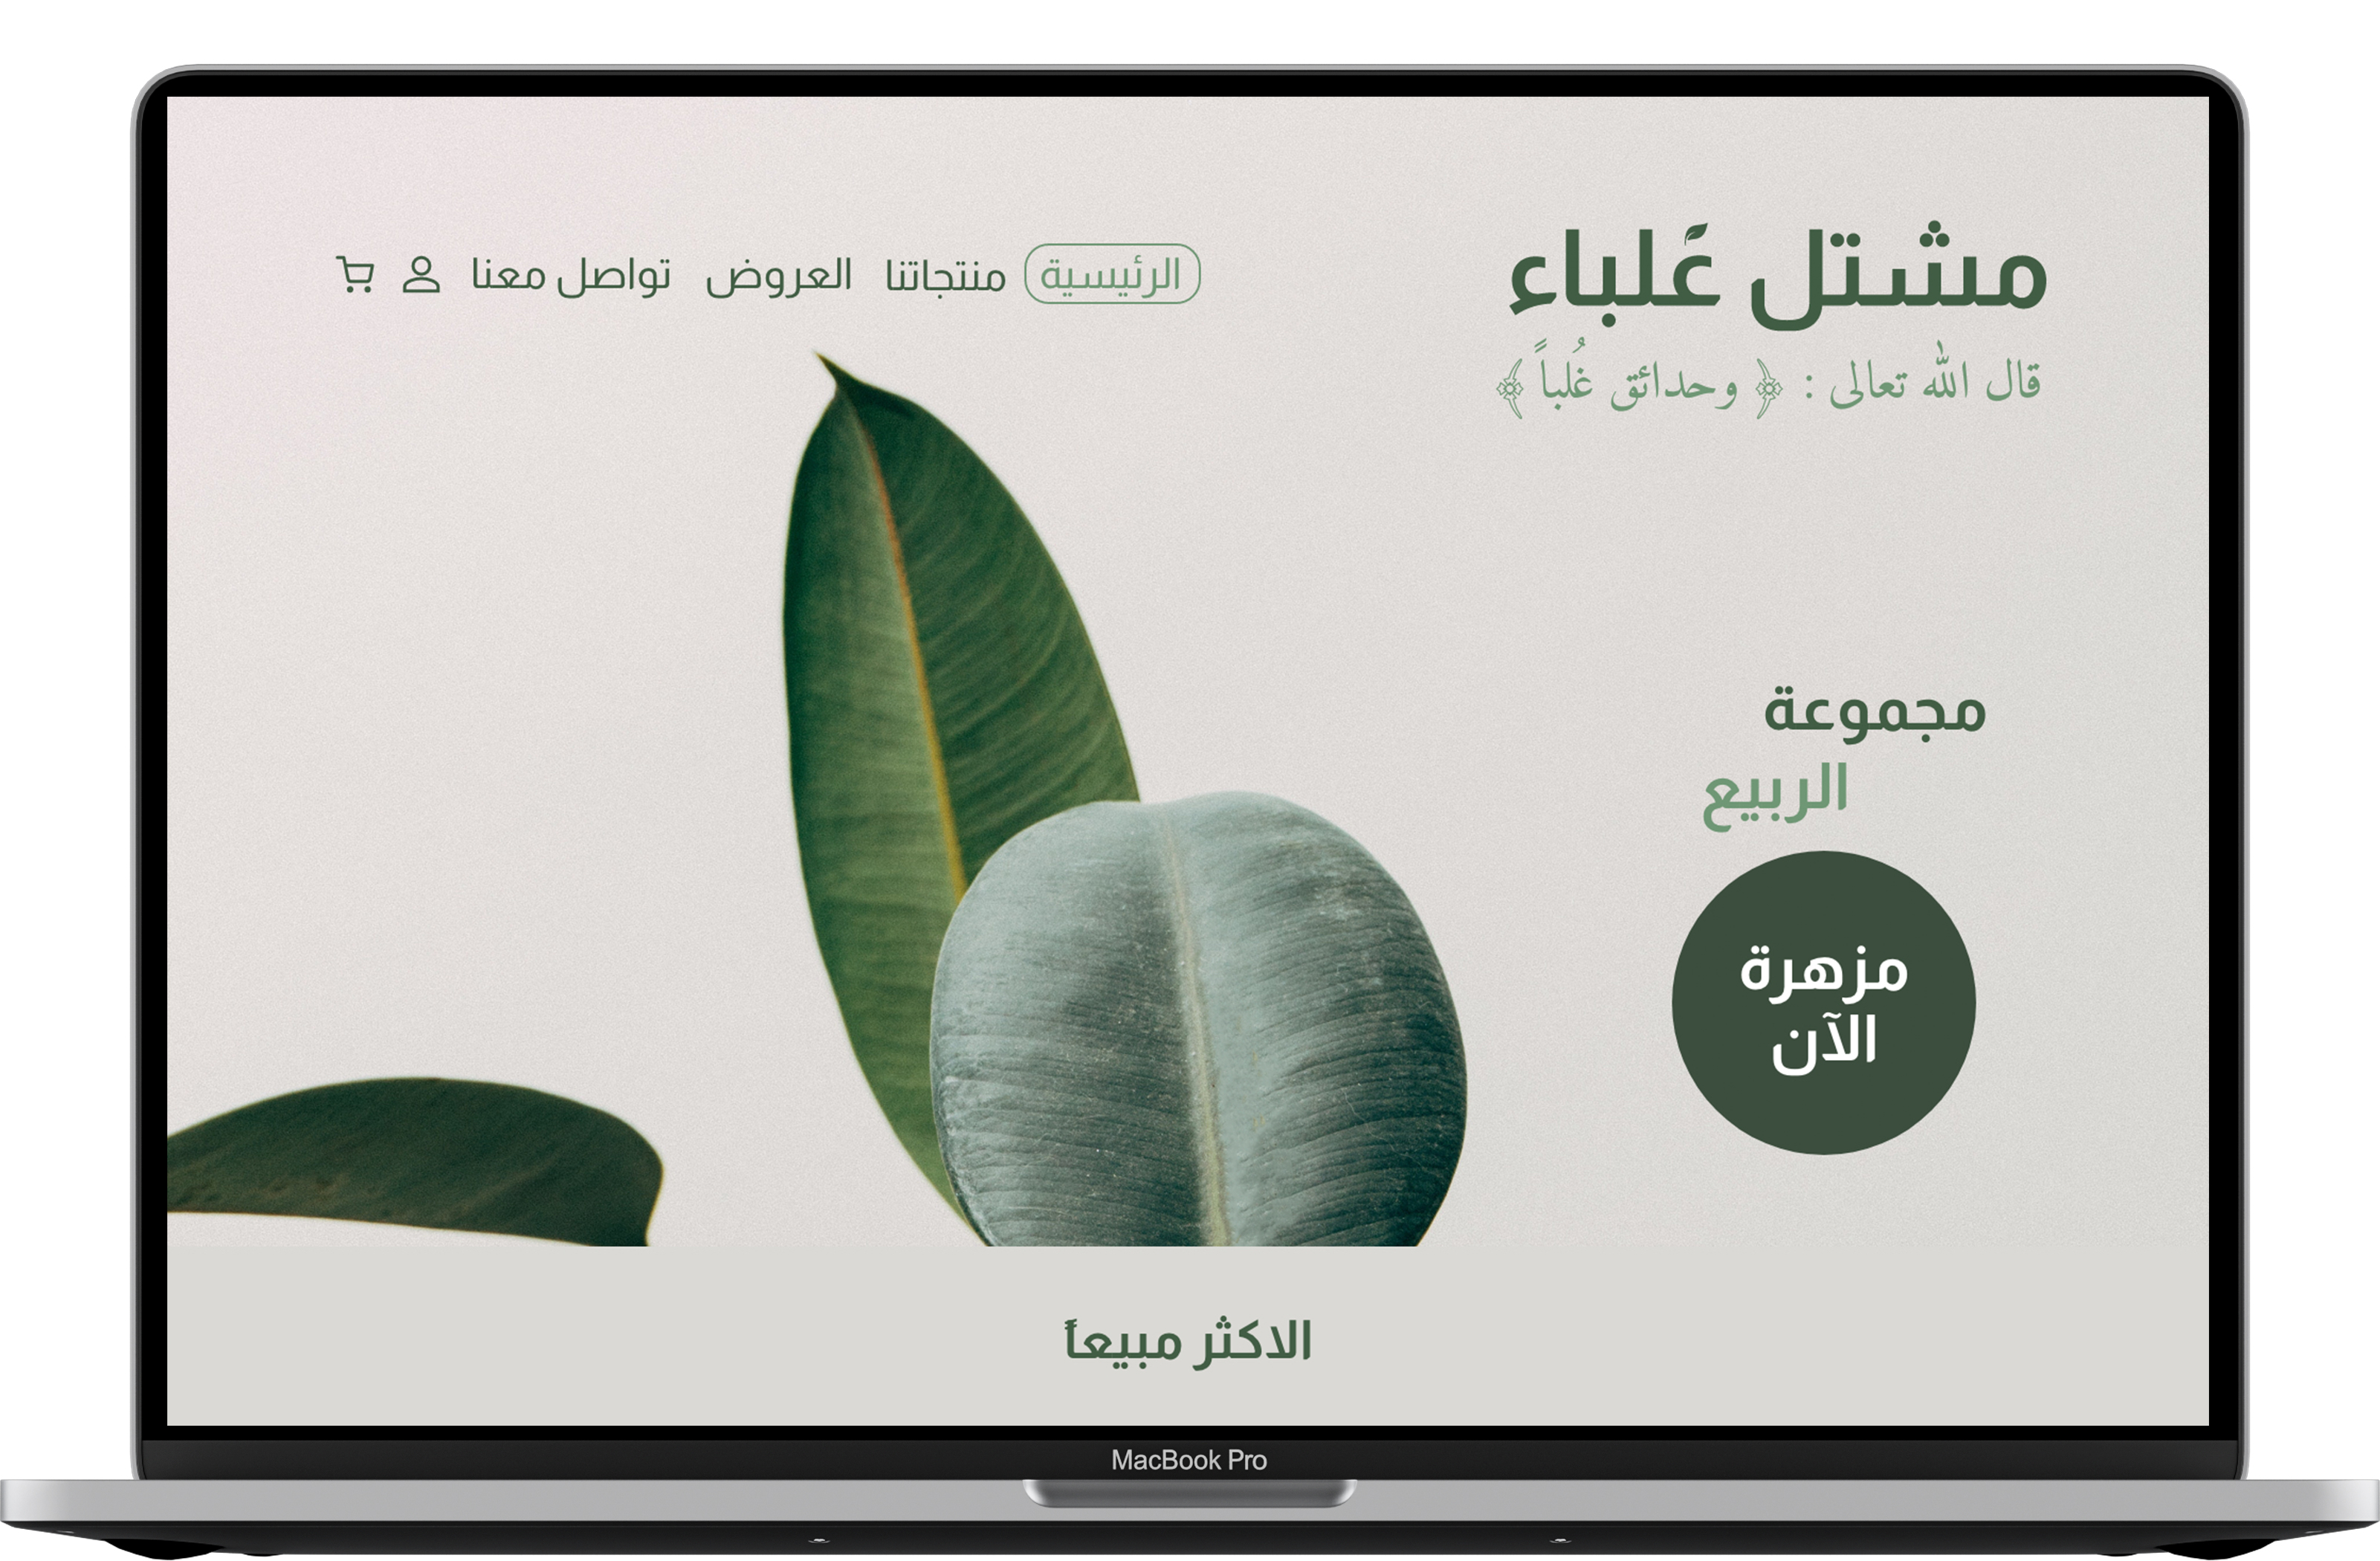 مشتل غلباء
قال الله تعالى : ﴿ وحدائق غُلباً ﴾
الرئيسية
منتجاتنا
العروض
تواصل معنا
مجموعة
الربيع
مزهرة
الآن
الاكثر مبيعاً
MacBook Pro